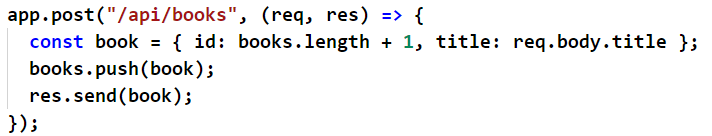 app.post("/api/books", (req, res) => {
  const book = { id: books.length + 1, title: req.body.title };
  books.push(book);
  res.send(book);
});